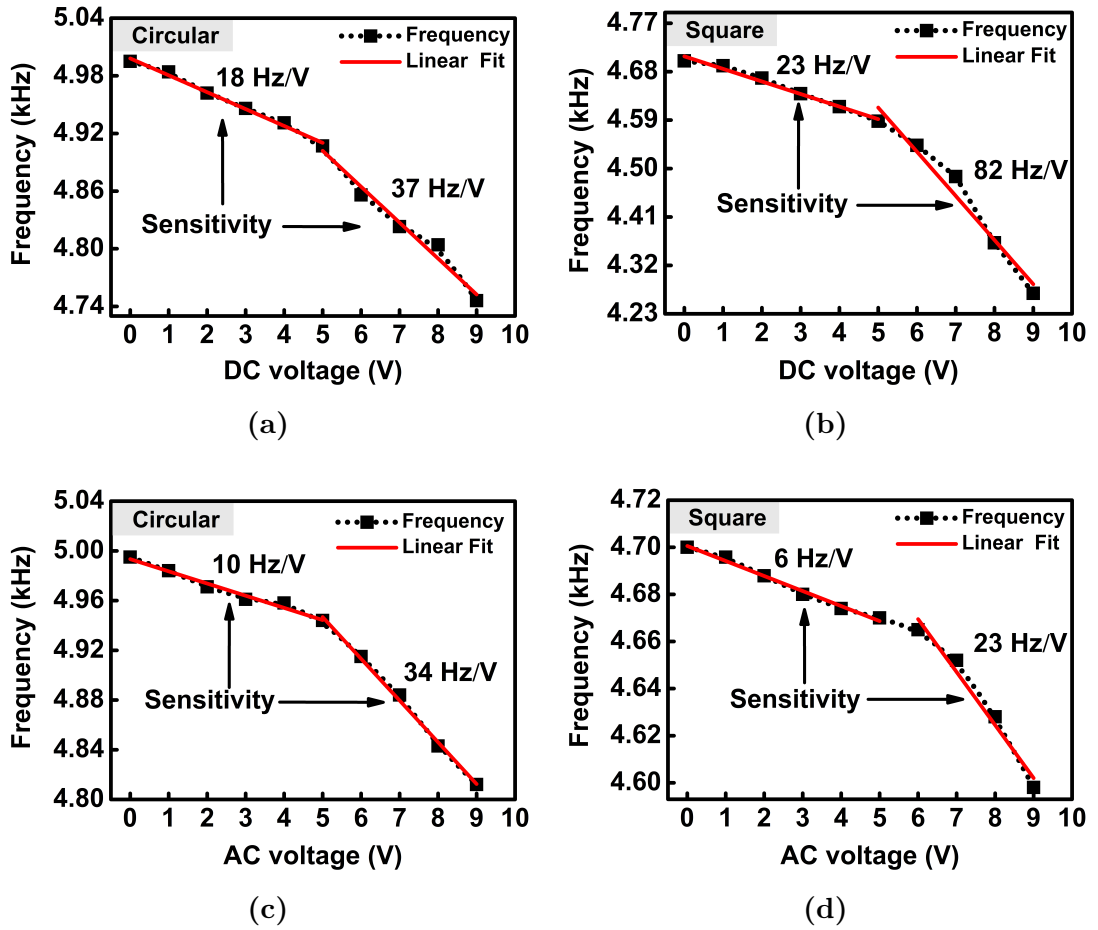 5.04
4.98
4.92
4.86
4.80
4.74
Frequency (kHz)
Circular
Frequency
Linear Fit
18 Hz/V
37 Hz/V
Sensitivity
0 1 2 3 4 5 6 7 8 9 10
DC voltage (V)
(a)
4.77
4.68
4.59
4.50
4.41
4.32
4.23
Frequency (kHz)
Square
Frequency
Linear Fit
23 Hz/V
82 Hz/V
Sensitivity
0 1 2 3 4 5 6 7 8 9 10
DC voltage (V)
(b)
5.04
5.00
4.96
4.92
4.88
4.84
4.80
Frequency (kHz)
Circular
Frequency
Linear Fit
10 Hz/V
34 Hz/V
Sensitivity
0 1 2 3 4 5 6 7 8 9 10
AC voltage (V)
(c)
4.72
4.70
4.68
4.66
4.64
4.62
4.60
Frequency (kHz)
Square
Frequency
Linear Fit
6 Hz/V
23 Hz/V
Sensitivity
0 1 2 3 4 5 6 7 8 9 10
AC voltage (V)
(d)